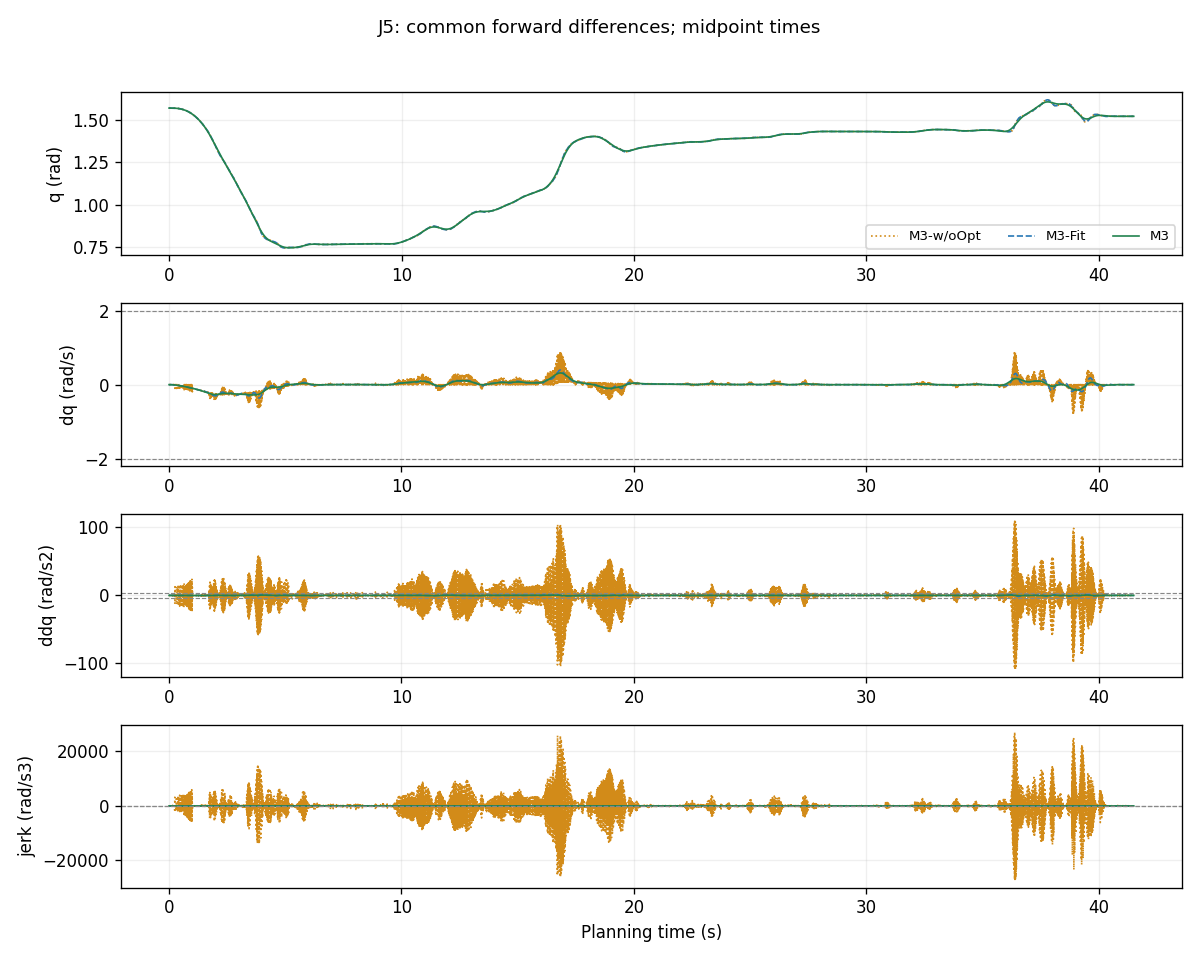 J5: common forward differences; midpoint times
q (rad)
1.50
1.25
1.00
0.75
M3-w/oOpt M3-Fit M3
0 10 20 30 40
dq (rad/s)
2
0
−2
0 10 20 30 40
ddq (rad/s2)
100
0
−100
0 10 20 30 40
jerk (rad/s3)
20000
0
−20000
0 10 20 30 40
Planning time (s)